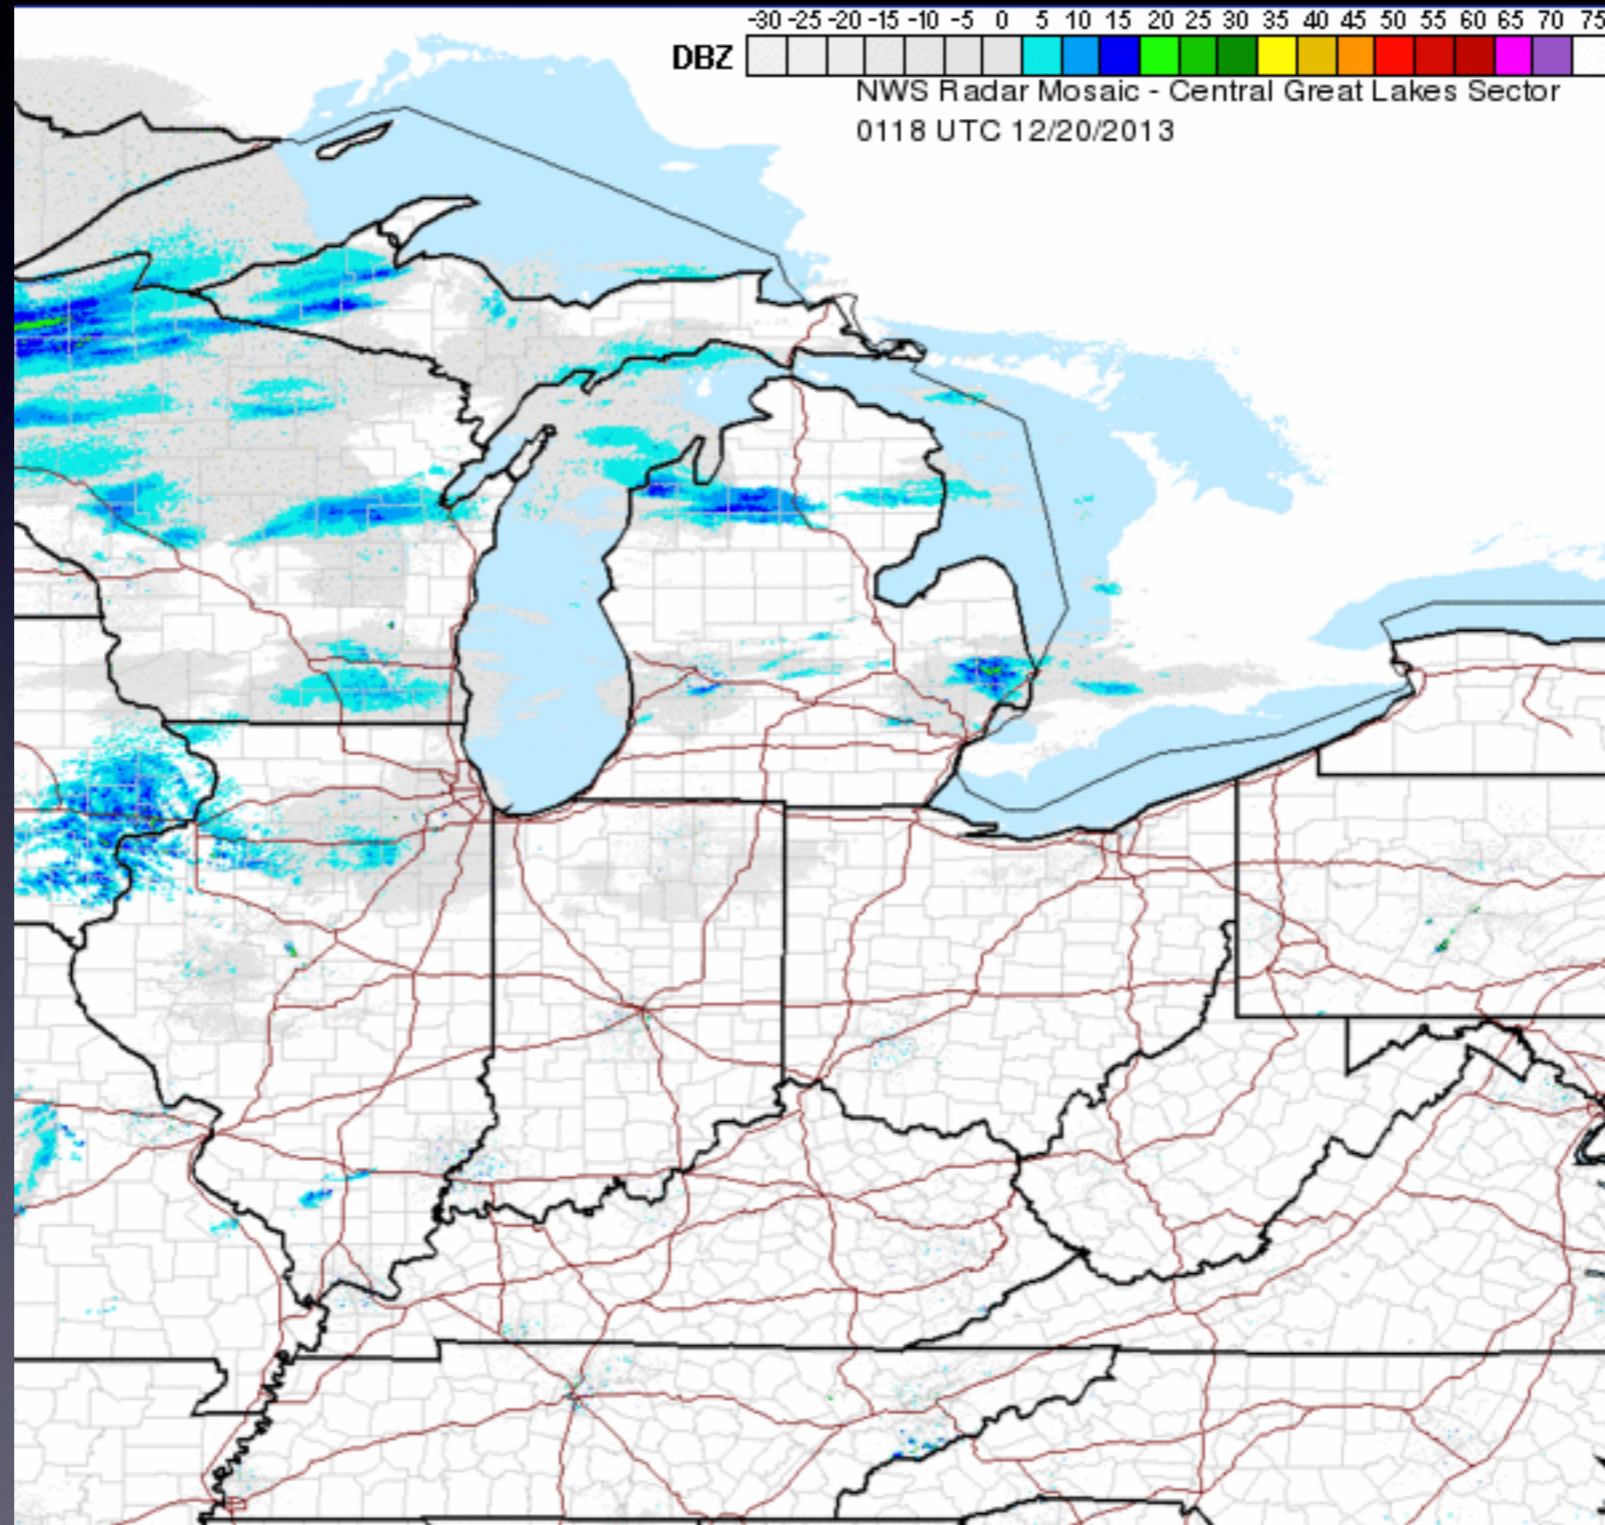 -30 -25 -20 -15 -10 -5 0 5 10 15 20 25 30 35 40 45 50 55 60 65 70 75
DBZ
NWS Radar Mosaic - Central Great Lakes Sector
0118 UTC 12/20/2013